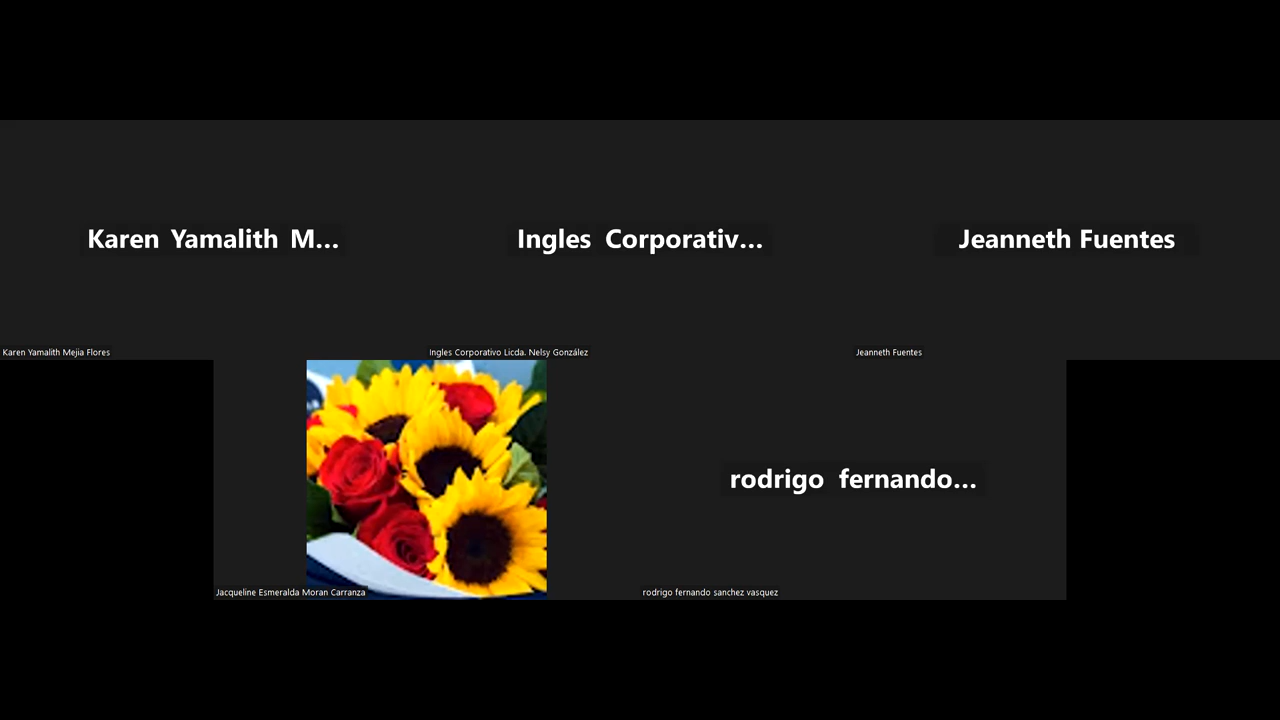 Karen Yamalith M...
Ingles Corporativ...
Jeanneth Fuentes
Karen Yamalith Mejia Flores
Ingles Corporativo Licda. Nelsy González
Jeanneth Fuentes
rodrigo fernando...
Jacqueline Esmeralda Moran Carranza
rodrigo fernando sanchez vasquez